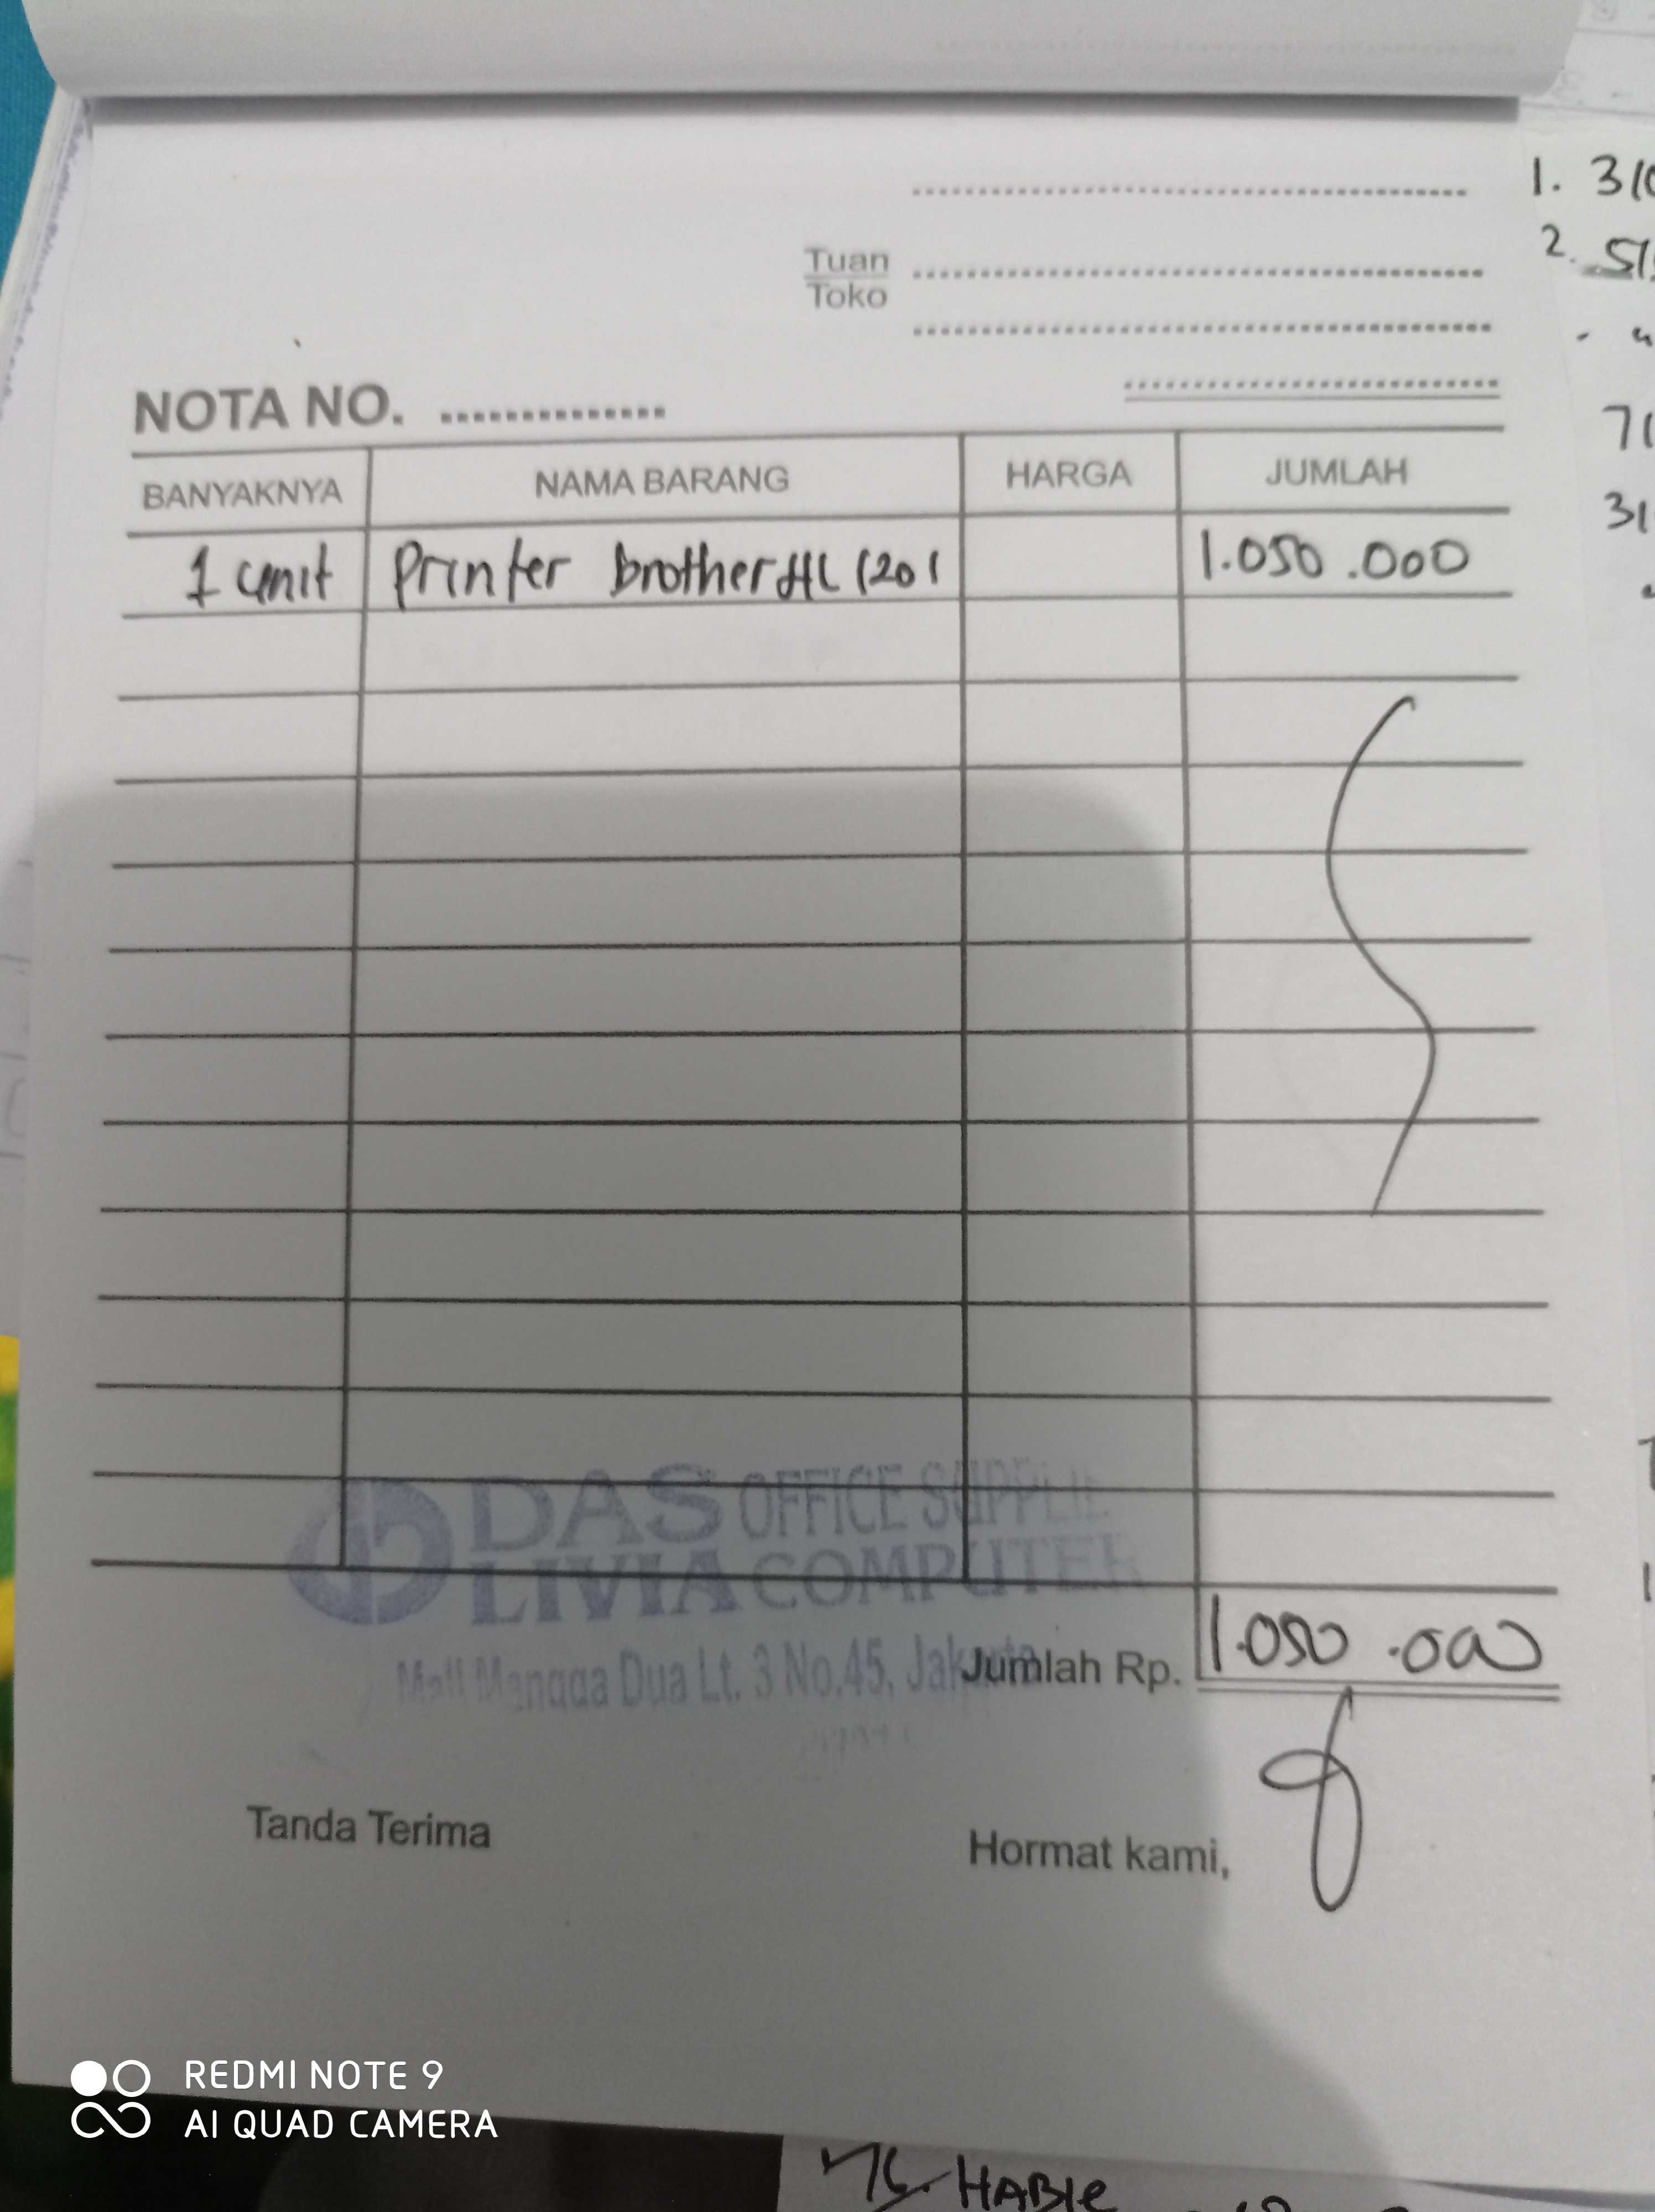 Tuan
Toko
NOTA NO. ...............
BANYAKNYA NAMA BARANG HARGA JUMLAH
1 unit Printer brother HL 1201 1.050.000
DAS OFFICE SUPPLIE
LIVIA COMPUTER
Mall Mangga Dua Lt. 3 No.45, Jakarta
Jumlah Rp. 1.050.000
Tanda Terima
Hormat kami,
REDMI NOTE 9
AI QUAD CAMERA
HABIE